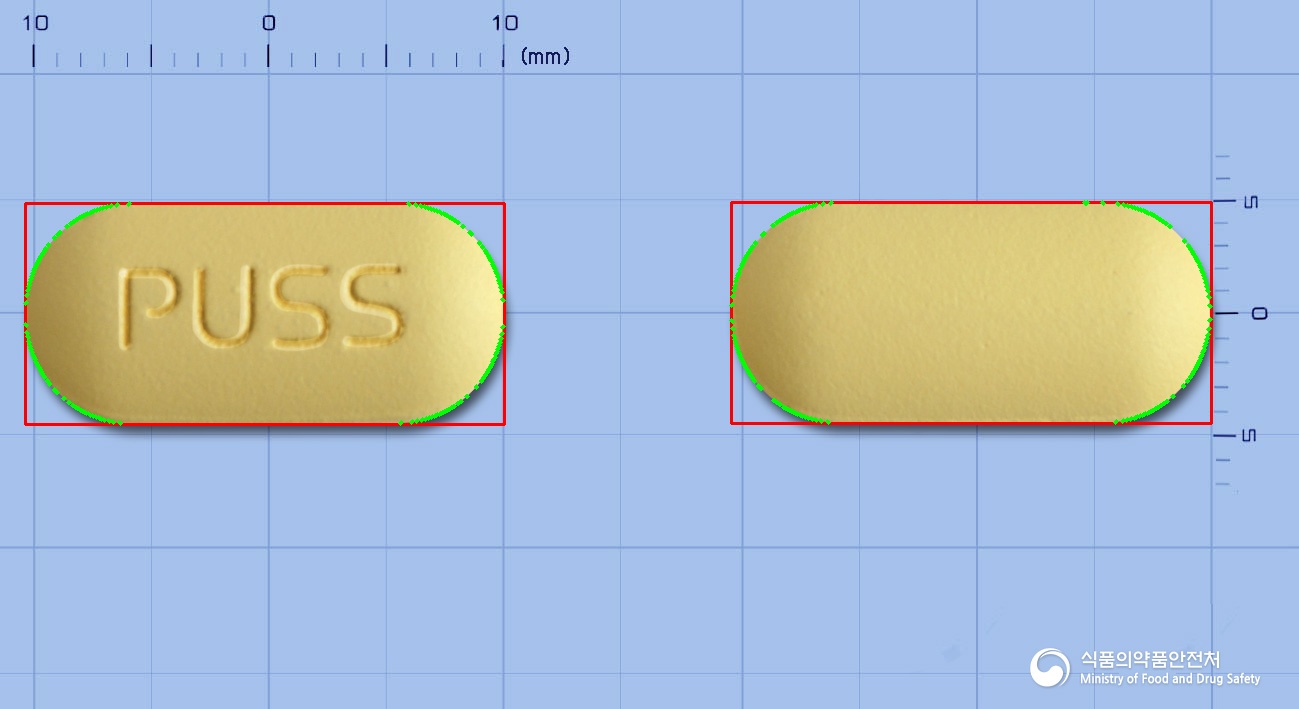 10 0 10
(mm)
PUSS
5
0
5
식품의약품안전처
Ministry of Food and Drug Safety